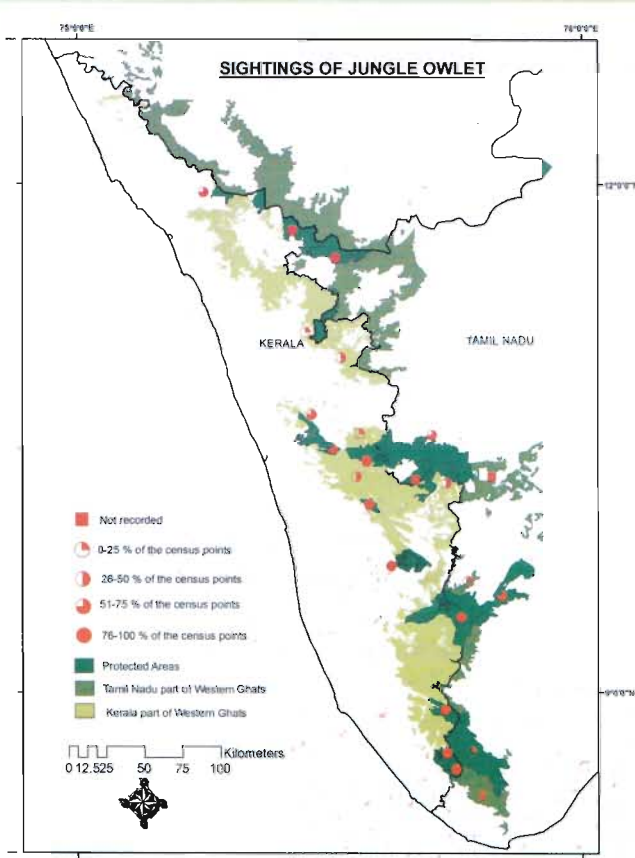 75°0'0"E
76°0'0"E
SIGHTINGS OF JUNGLE OWLET
12°0'0"N
KERALA
TAMIL NADU
Not recorded
0-25 % of the census points
26-50 % of the census points
51-75 % of the census points
76-100 % of the census points
Protected Areas
Tamil Nadu part of Western Ghats
Kerala part of Western Ghats
9°0'0"N
Kilometers
0 12.525 50 75 100